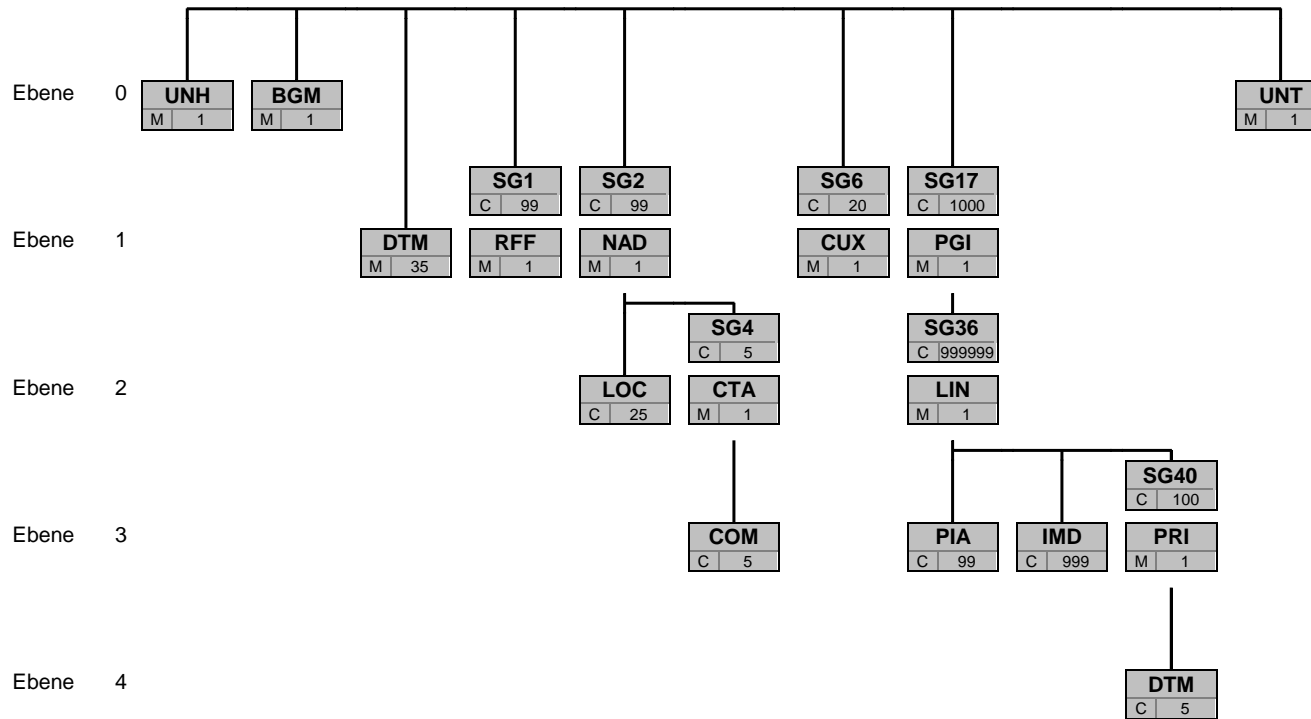 Ebene 0 UNH BGM UNT
M 1 M 1 M 1
SG1 SG2 SG6 SG17
C 99 C 99 C 20 C 1000
Ebene 1 DTM RFF NAD CUX PGI
M 35 M 1 M 1 M 1 M 1
SG4 SG36
C 5 C 999999
Ebene 2 LOC CTA LIN
C 25 M 1 M 1
SG40
C 100
Ebene 3 COM PIA IMD PRI
C 5 C 99 C 999 M 1
Ebene 4 DTM
C 5